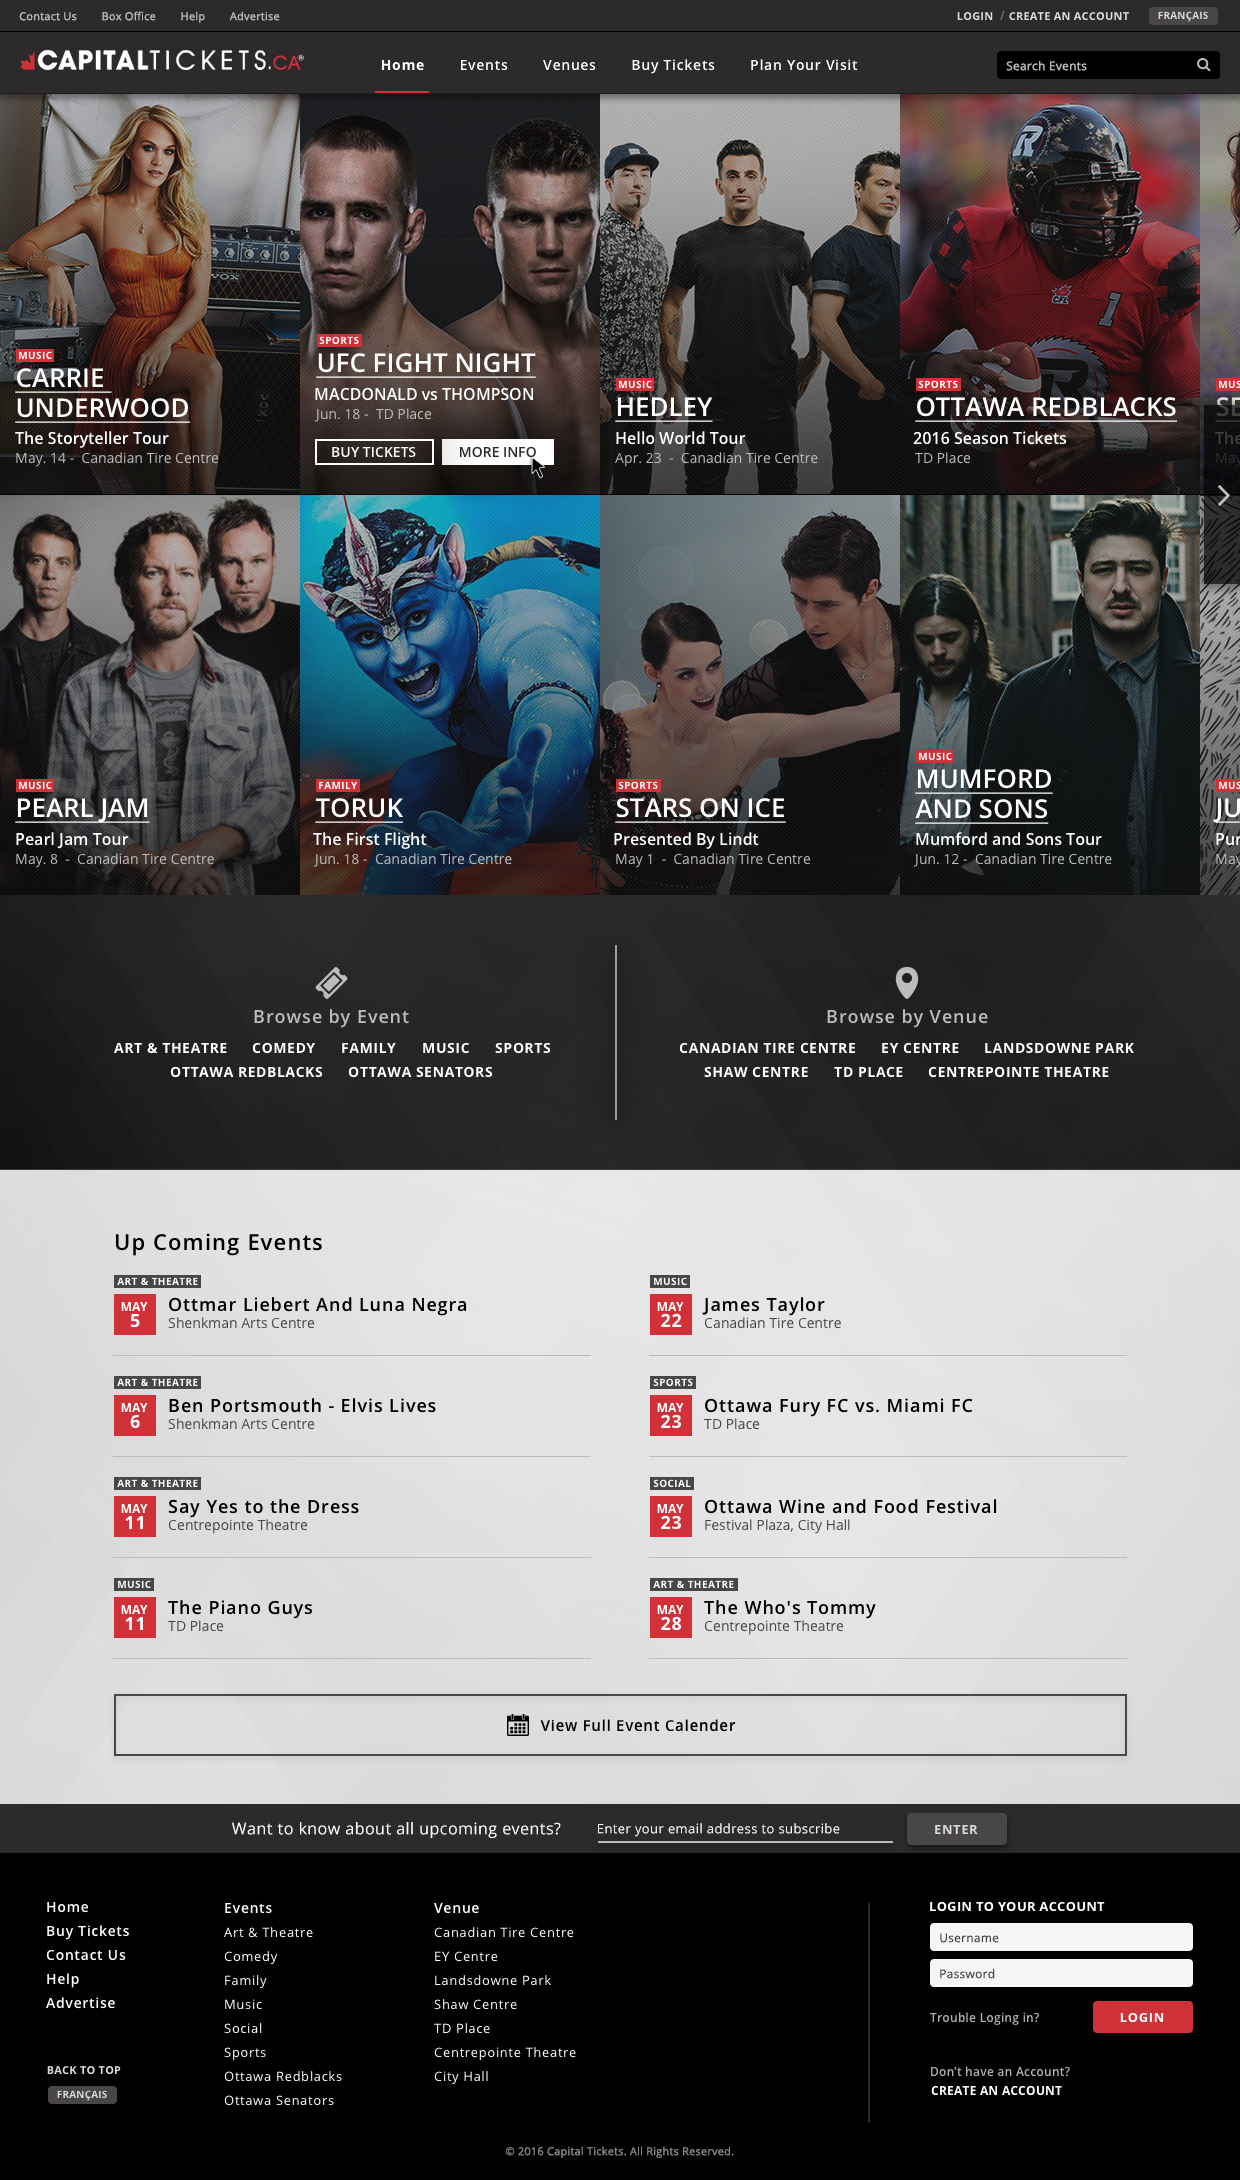 Contact Us Box Office Help Advertise
LOGIN / CREATE AN ACCOUNT FRANÇAIS
CAPITALTICKETS.CA®
Home Events Venues Buy Tickets Plan Your Visit
Search Events
MUSIC
CARRIE
UNDERWOOD
The Storyteller Tour
May. 14 - Canadian Tire Centre
VOX
SPORTS
UFC FIGHT NIGHT
MACDONALD vs THOMPSON
Jun. 18 - TD Place
BUY TICKETS MORE INFO
MUSIC
HEDLEY
Hello World Tour
Apr. 23 - Canadian Tire Centre
R
CFL
1
SPORTS
OTTAWA REDBLACKS
2016 Season Tickets
TD Place
MUS
SE
The
May
MUSIC
PEARL JAM
Pearl Jam Tour
May. 8 - Canadian Tire Centre
FAMILY
TORUK
The First Flight
Jun. 18 - Canadian Tire Centre
SPORTS
STARS ON ICE
Presented By Lindt
May 1 - Canadian Tire Centre
MUSIC
MUMFORD
AND SONS
Mumford and Sons Tour
Jun. 12 - Canadian Tire Centre
MUS
JU
Pur
May
Browse by Event
ART & THEATRE COMEDY FAMILY MUSIC SPORTS
OTTAWA REDBLACKS OTTAWA SENATORS
Browse by Venue
CANADIAN TIRE CENTRE EY CENTRE LANDSDOWNE PARK
SHAW CENTRE TD PLACE CENTREPOINTE THEATRE
Up Coming Events
ART & THEATRE
MAY
5
Ottmar Liebert And Luna Negra
Shenkman Arts Centre
ART & THEATRE
MAY
6
Ben Portsmouth - Elvis Lives
Shenkman Arts Centre
ART & THEATRE
MAY
11
Say Yes to the Dress
Centrepointe Theatre
MUSIC
MAY
11
The Piano Guys
TD Place
MUSIC
MAY
22
James Taylor
Canadian Tire Centre
SPORTS
MAY
23
Ottawa Fury FC vs. Miami FC
TD Place
SOCIAL
MAY
23
Ottawa Wine and Food Festival
Festival Plaza, City Hall
ART & THEATRE
MAY
28
The Who's Tommy
Centrepointe Theatre
View Full Event Calender
Want to know about all upcoming events? Enter your email address to subscribe ENTER
Home
Buy Tickets
Contact Us
Help
Advertise
BACK TO TOP
FRANÇAIS
Events
Art & Theatre
Comedy
Family
Music
Social
Sports
Ottawa Redblacks
Ottawa Senators
Venue
Canadian Tire Centre
EY Centre
Landsdowne Park
Shaw Centre
TD Place
Centrepointe Theatre
City Hall
LOGIN TO YOUR ACCOUNT
Username
Password
Trouble Loging in? LOGIN
Don't have an Account?
CREATE AN ACCOUNT
© 2016 Capital Tickets. All Rights Reserved.